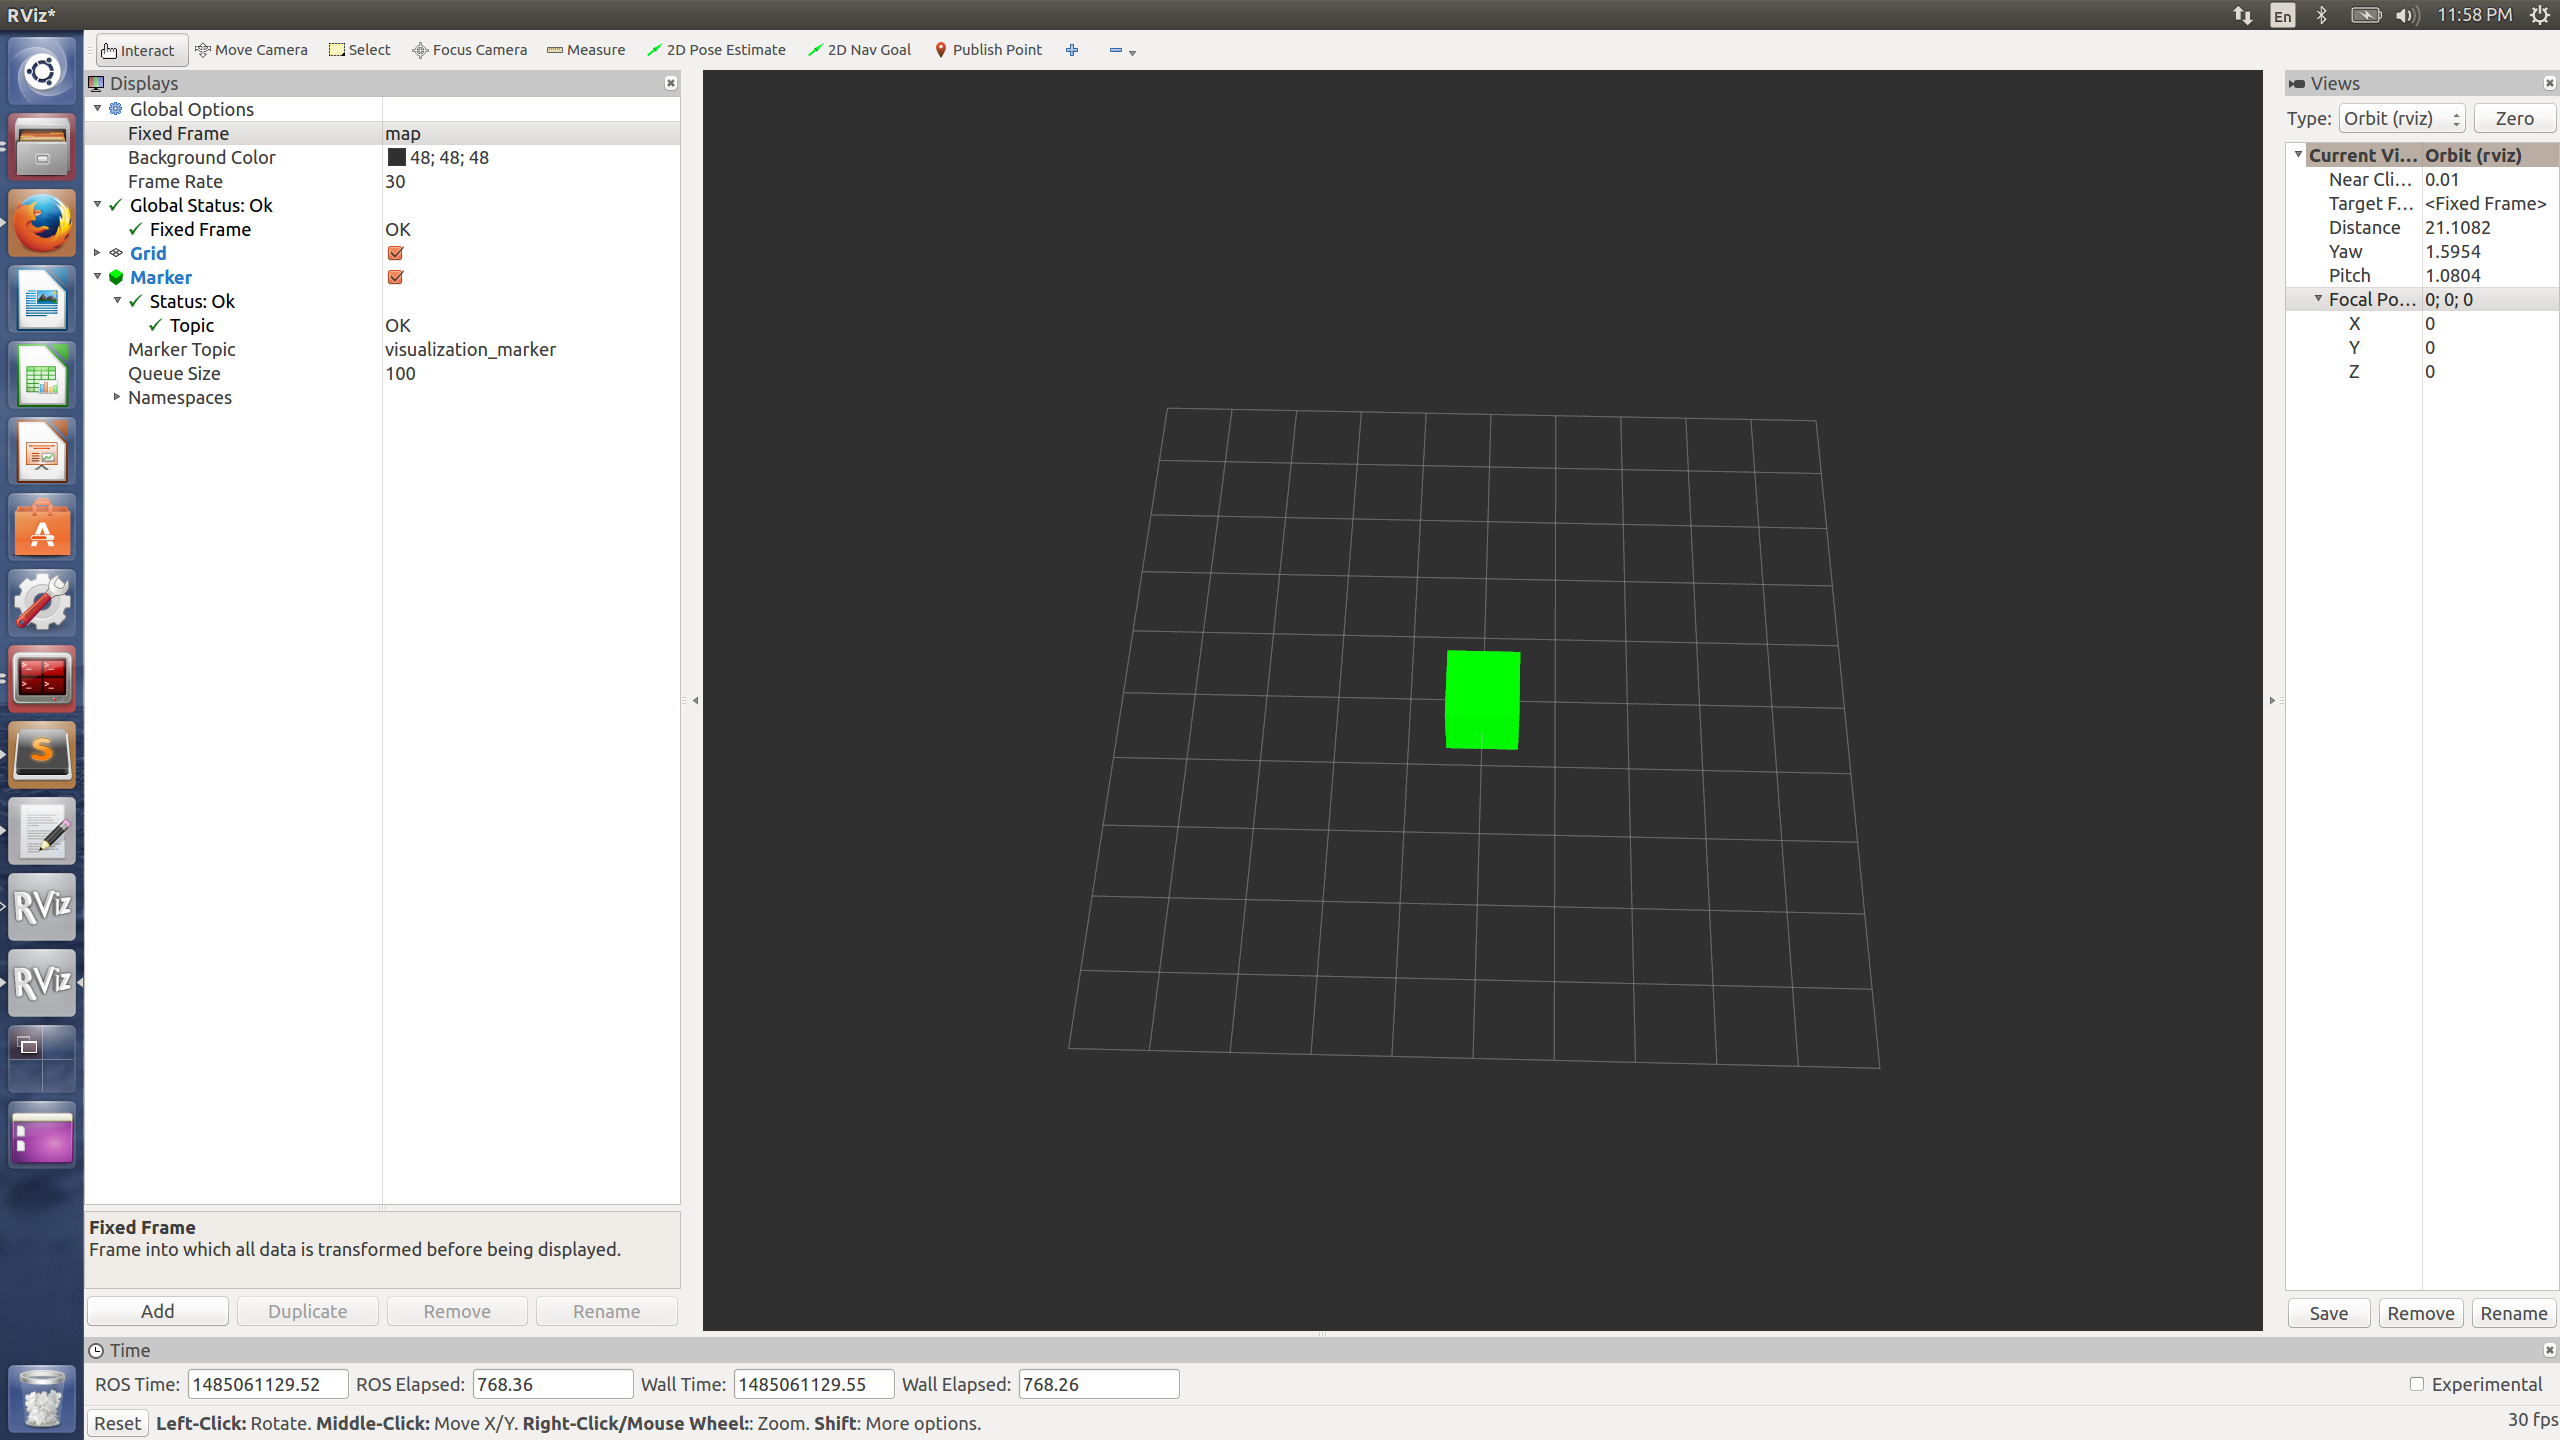 RViz*
En
11:58 PM
Interact Move Camera Select Focus Camera Measure 2D Pose Estimate 2D Nav Goal Publish Point
Displays
Global Options
Fixed Frame map
Background Color 48; 48; 48
Frame Rate 30
Global Status: Ok
Fixed Frame OK
Grid
Marker
Status: Ok
Topic OK
Marker Topic visualization_marker
Queue Size 100
Namespaces
Fixed Frame
Frame into which all data is transformed before being displayed.
Add Duplicate Remove Rename
Views
Type: Orbit (rviz) Zero
Current Vi... Orbit (rviz)
Near Cli... 0.01
Target F... <Fixed Frame>
Distance 21.1082
Yaw 1.5954
Pitch 1.0804
Focal Po... 0; 0; 0
X 0
Y 0
Z 0
Save Remove Rename
Time
ROS Time: 1485061129.52 ROS Elapsed: 768.36 Wall Time: 1485061129.55 Wall Elapsed: 768.26 Experimental
Reset Left-Click: Rotate. Middle-Click: Move X/Y. Right-Click/Mouse Wheel:: Zoom. Shift: More options. 30 fps
A
S
RViz
RViz